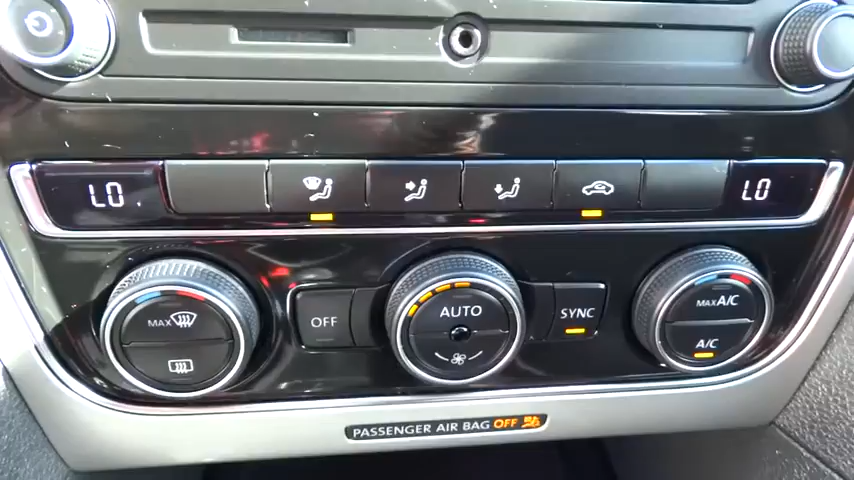 LO
LO
MAX
OFF
AUTO
SYNC
MAX A/C
A/C
PASSENGER AIR BAG OFF